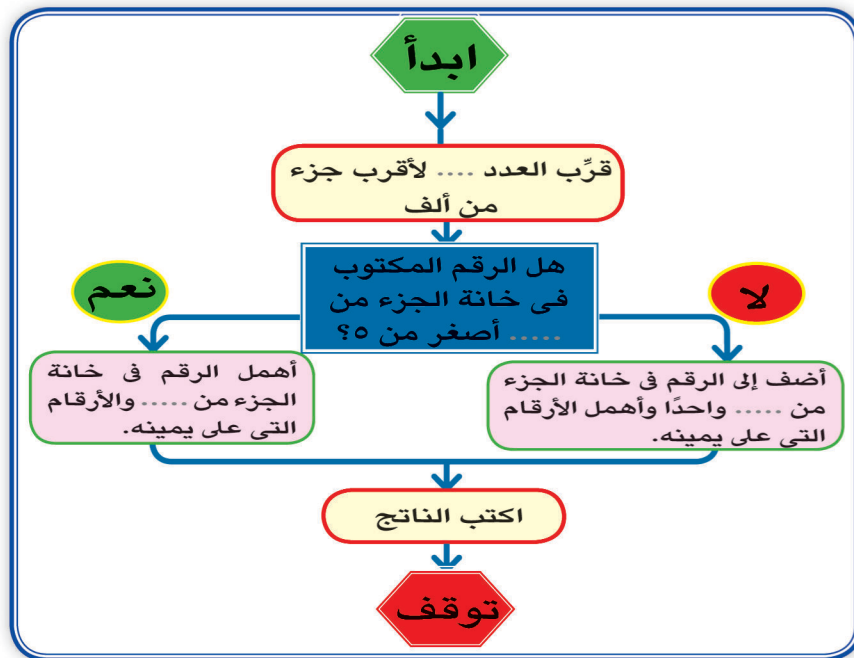 ابدأ
قرِّب العدد .... لأقرب جزء
من ألف
هل الرقم المكتوب
فى خانة الجزء من
..... أصغر من ٥؟
لا
نعم
أضف إلى الرقم فى خانة الجزء
من ..... واحدًا وأهمل الأرقام
التى على يمينه.
أهمل الرقم فى خانة
الجزء من ..... والأرقام
التى على يمينه.
اكتب الناتج
توقف